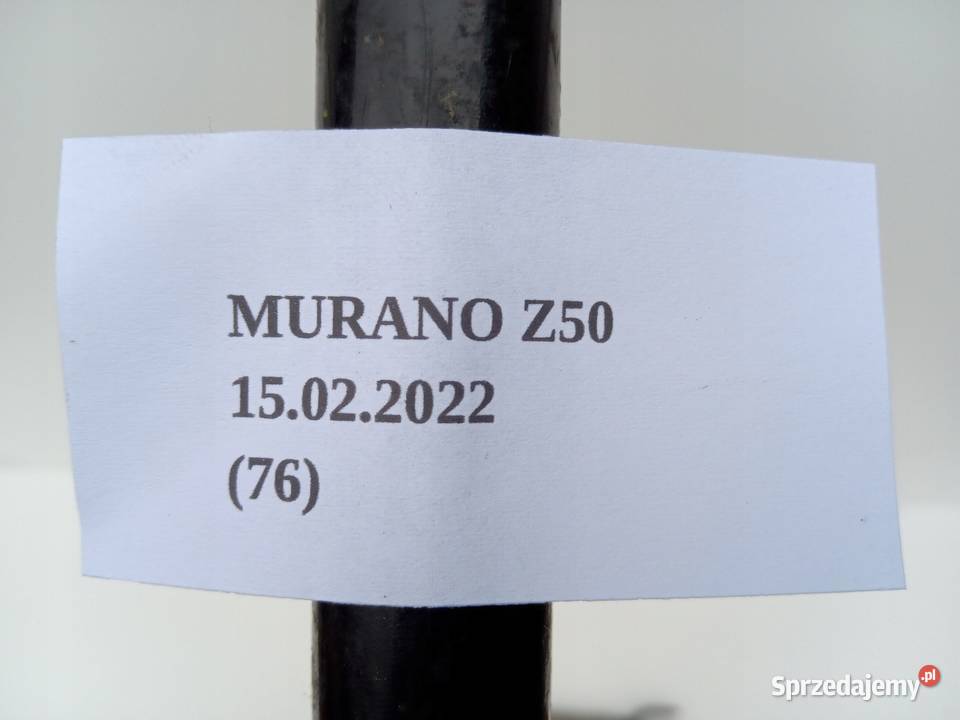 MURANO Z50
15.02.2022
(76)
Sprzedajemy.pl